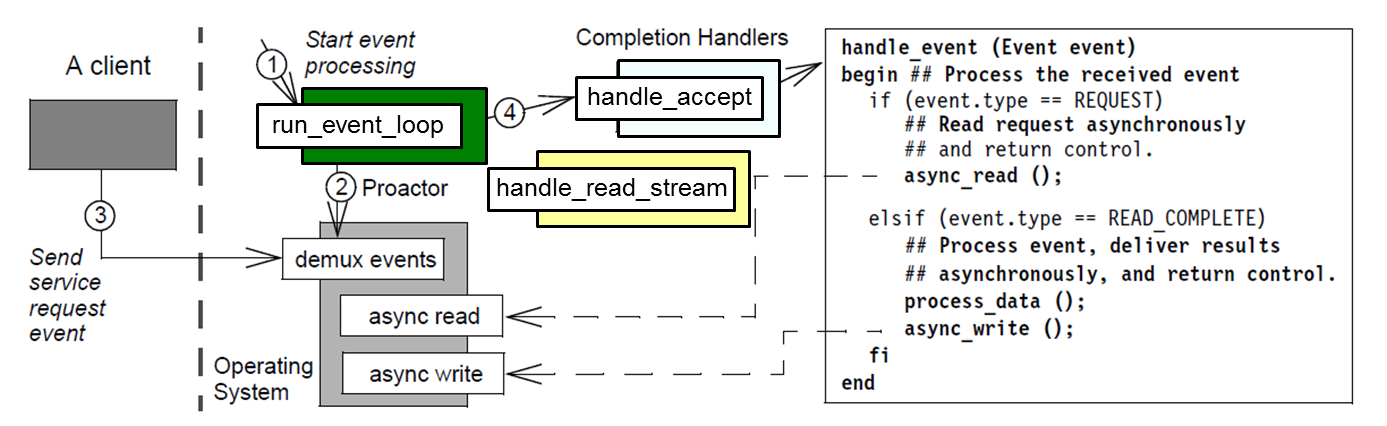 A client
Send
service
request
event
3
1
Start event
processing
run_event_loop
2
Proactor
demux events
async read
async write
Operating
System
4
Completion Handlers
handle_accept
handle_read_stream
handle_event (Event event)
begin ## Process the received event
if (event.type == REQUEST)
## Read request asynchronously
## and return control.
async_read ();
elsif (event.type == READ_COMPLETE)
## Process event, deliver results
## asynchronously, and return control.
process_data ();
async_write ();
fi
end